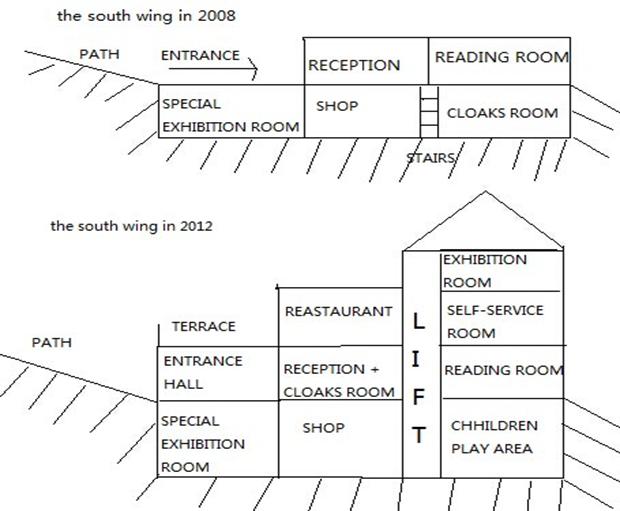 the south wing in 2008
PATH
ENTRANCE
RECEPTION
READING ROOM
SPECIAL
EXHIBITION ROOM
SHOP
CLOAKS ROOM
STAIRS
the south wing in 2012
PATH
TERRACE
ENTRANCE
HALL
SPECIAL
EXHIBITION
ROOM
REASTAURANT
RECEPTION +
CLOAKS ROOM
SHOP
L
I
F
T
EXHIBITION
ROOM
SELF-SERVICE
ROOM
READING ROOM
CHHILDREN
PLAY AREA